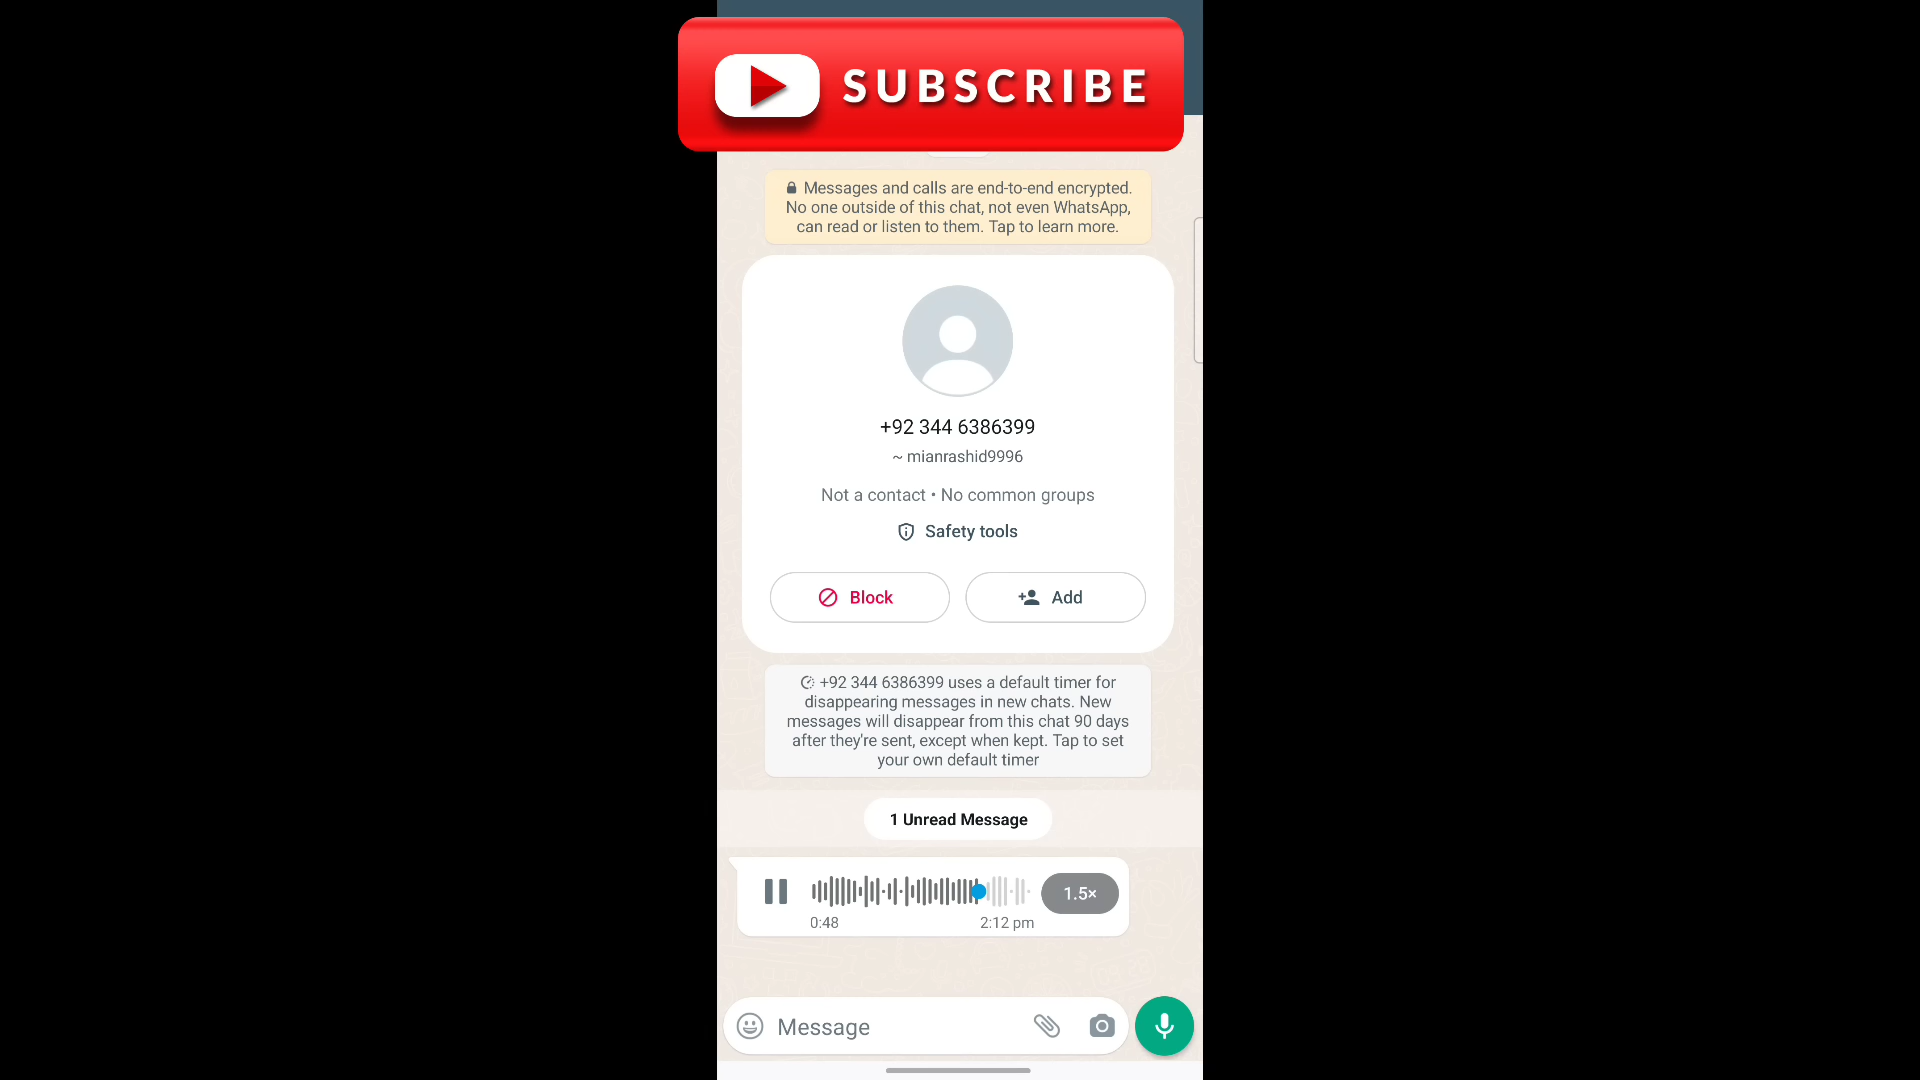 SUBSCRIBE
Messages and calls are end-to-end encrypted.
No one outside of this chat, not even WhatsApp,
can read or listen to them. Tap to learn more.
+92 344 6386399
~ mianrashid9996
Not a contact • No common groups
Safety tools
Block
Add
+92 344 6386399 uses a default timer for
disappearing messages in new chats. New
messages will disappear from this chat 90 days
after they're sent, except when kept. Tap to set
your own default timer
1 Unread Message
1.5×
0:48
2:12 pm
Message